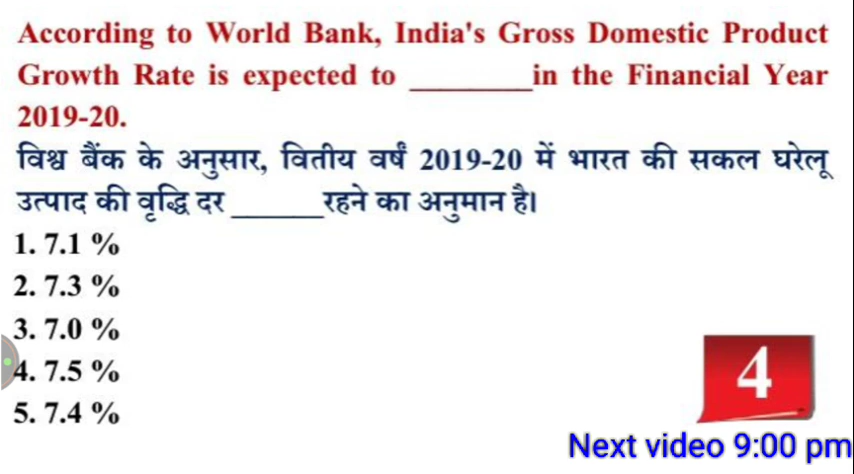 According to World Bank, India's Gross Domestic Product
Growth Rate is expected to ________in the Financial Year
2019-20.
विश्व बैंक के अनुसार, वितीय वर्षं 2019-20 में भारत की सकल घरेलू
उत्पाद की वृद्धि दर ______रहने का अनुमान है।
1. 7.1 %
2. 7.3 %
3. 7.0 %
4. 7.5 %
5. 7.4 %
4
Next video 9:00 pm